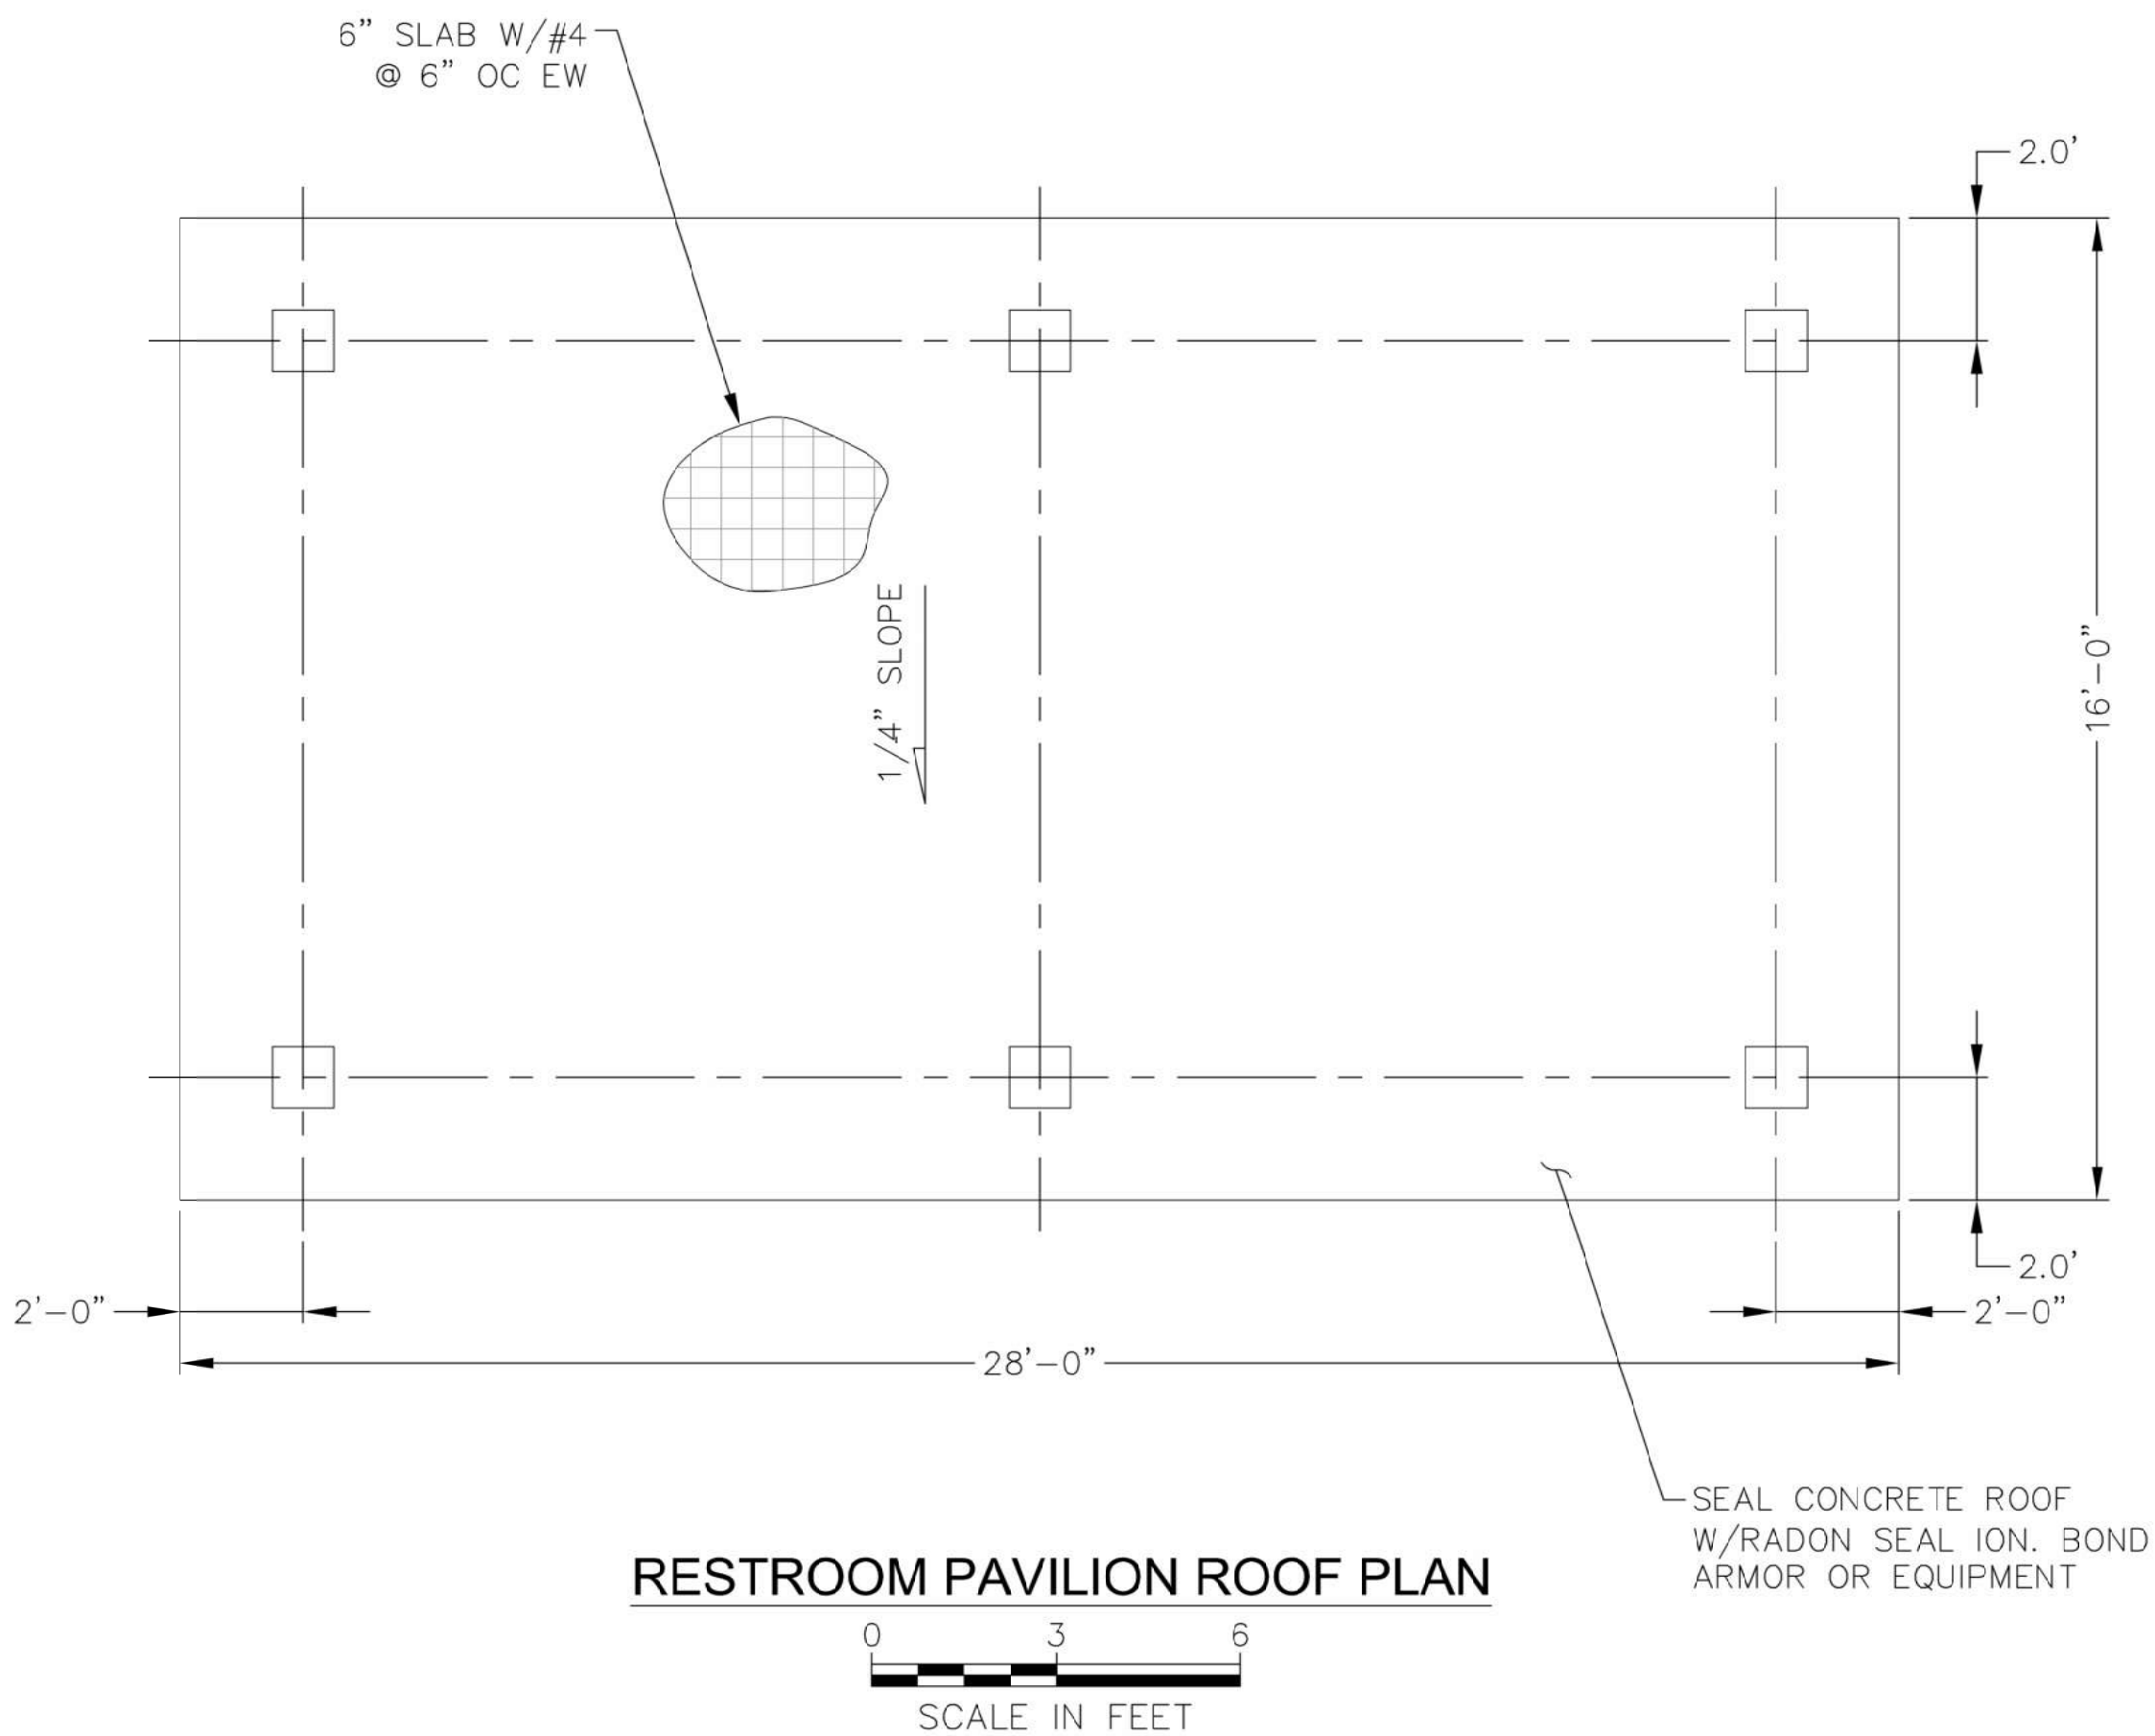 6” SLAB W/#4
@ 6” OC EW
2.0’
1/4” SLOPE
16’–0”
2.0’
2’–0”
2’–0”
28’–0”
SEAL CONCRETE ROOF
W/RADON SEAL ION. BOND
ARMOR OR EQUIPMENT
RESTROOM PAVILION ROOF PLAN
0 3 6
SCALE IN FEET